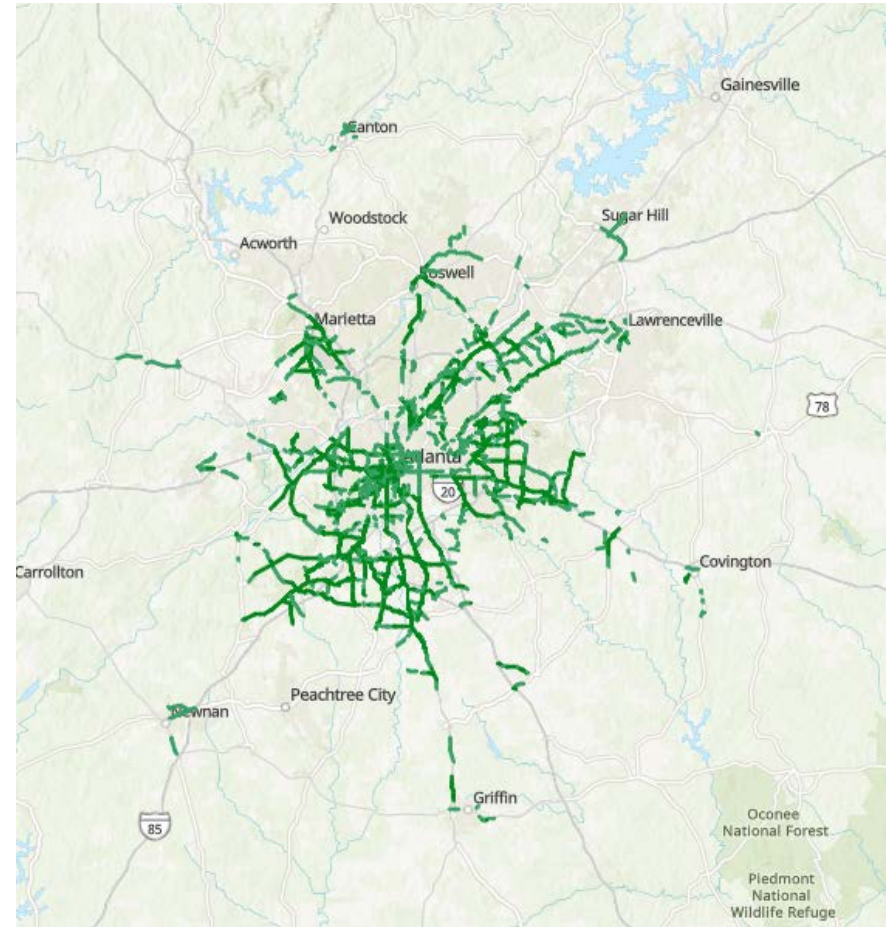 Gainesville
Canton
Woodstock
Sugar Hill
Acworth
Roswell
Marietta
Lawrenceville
78
Atlanta
20
Carrollton
Covington
Peachtree City
Newnan
Griffin
85
Oconee
National Forest
Piedmont
National
Wildlife Refuge